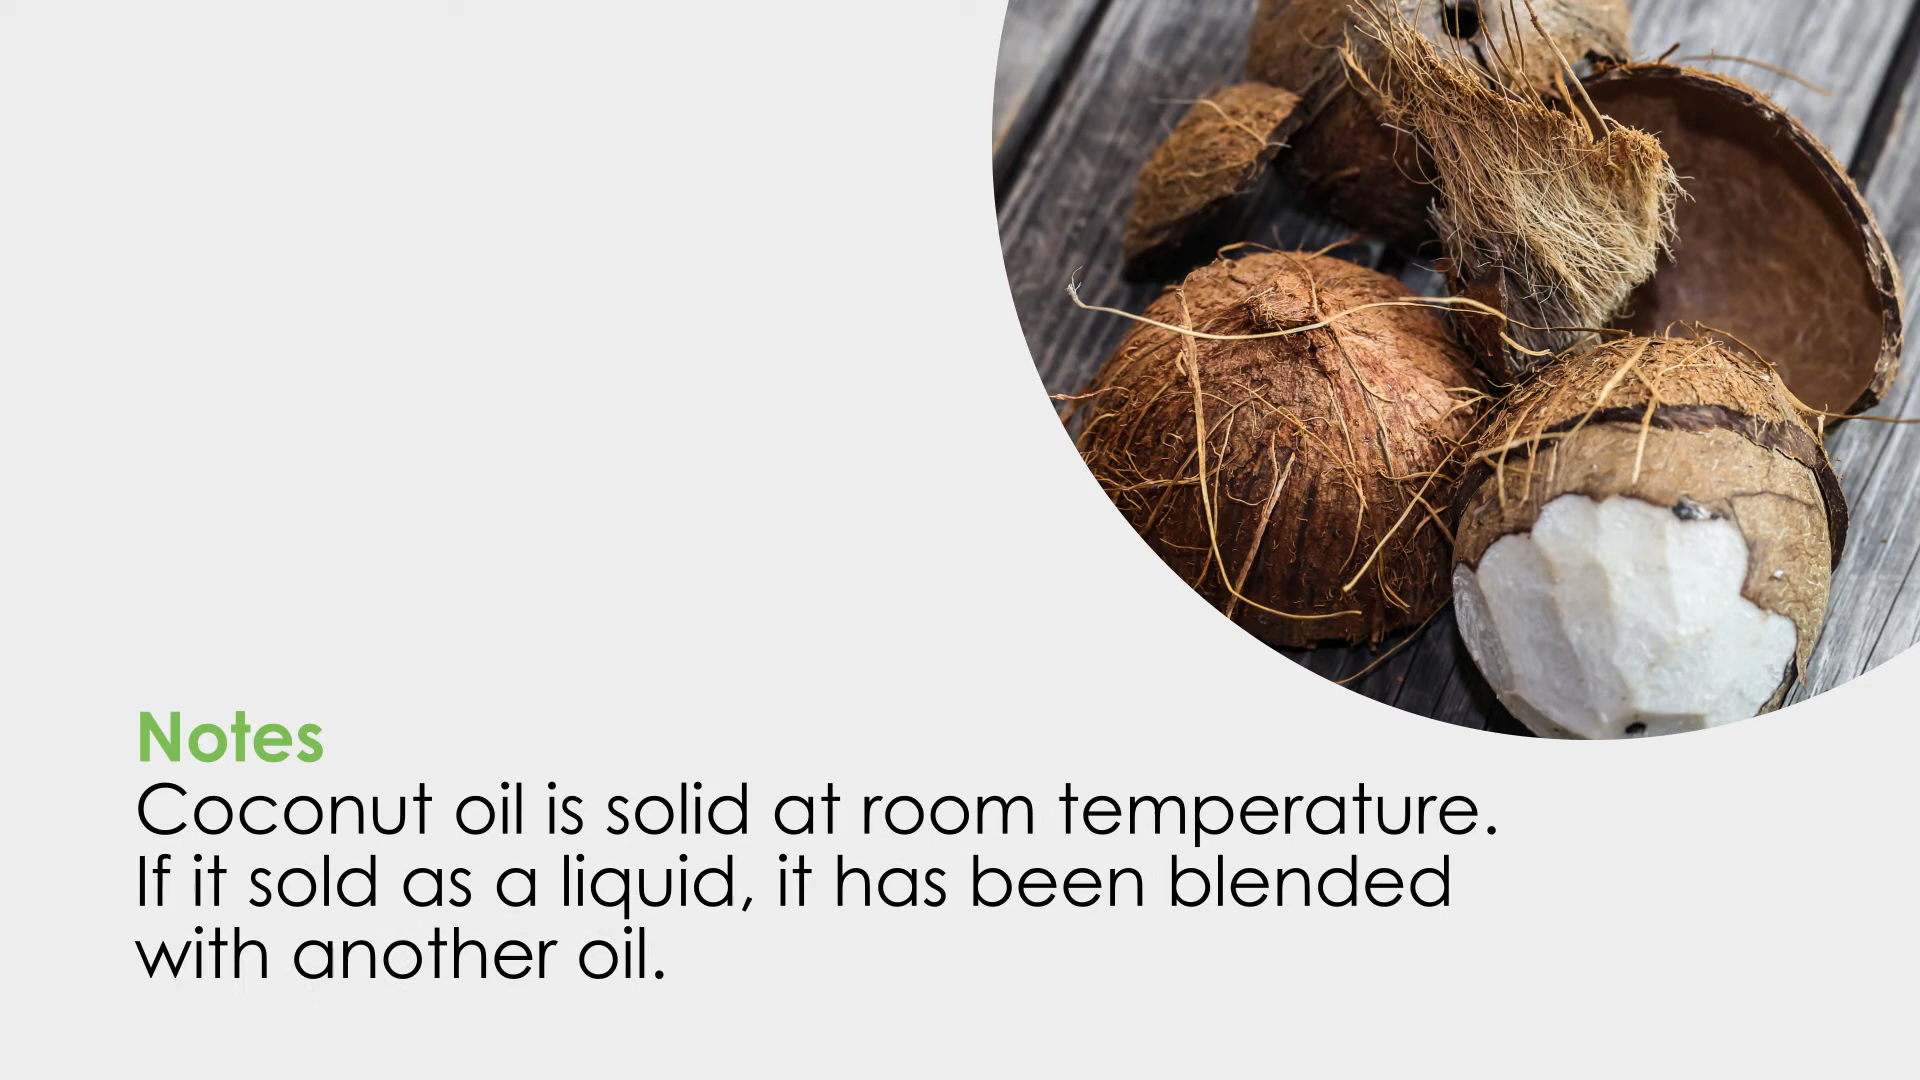 Notes
Coconut oil is solid at room temperature.
If it sold as a liquid, it has been blended
with another oil.